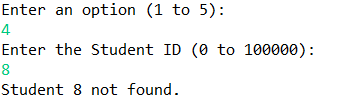 Enter an option (1 to 5):
4
Enter the Student ID (0 to 100000):
8
Student 8 not found.